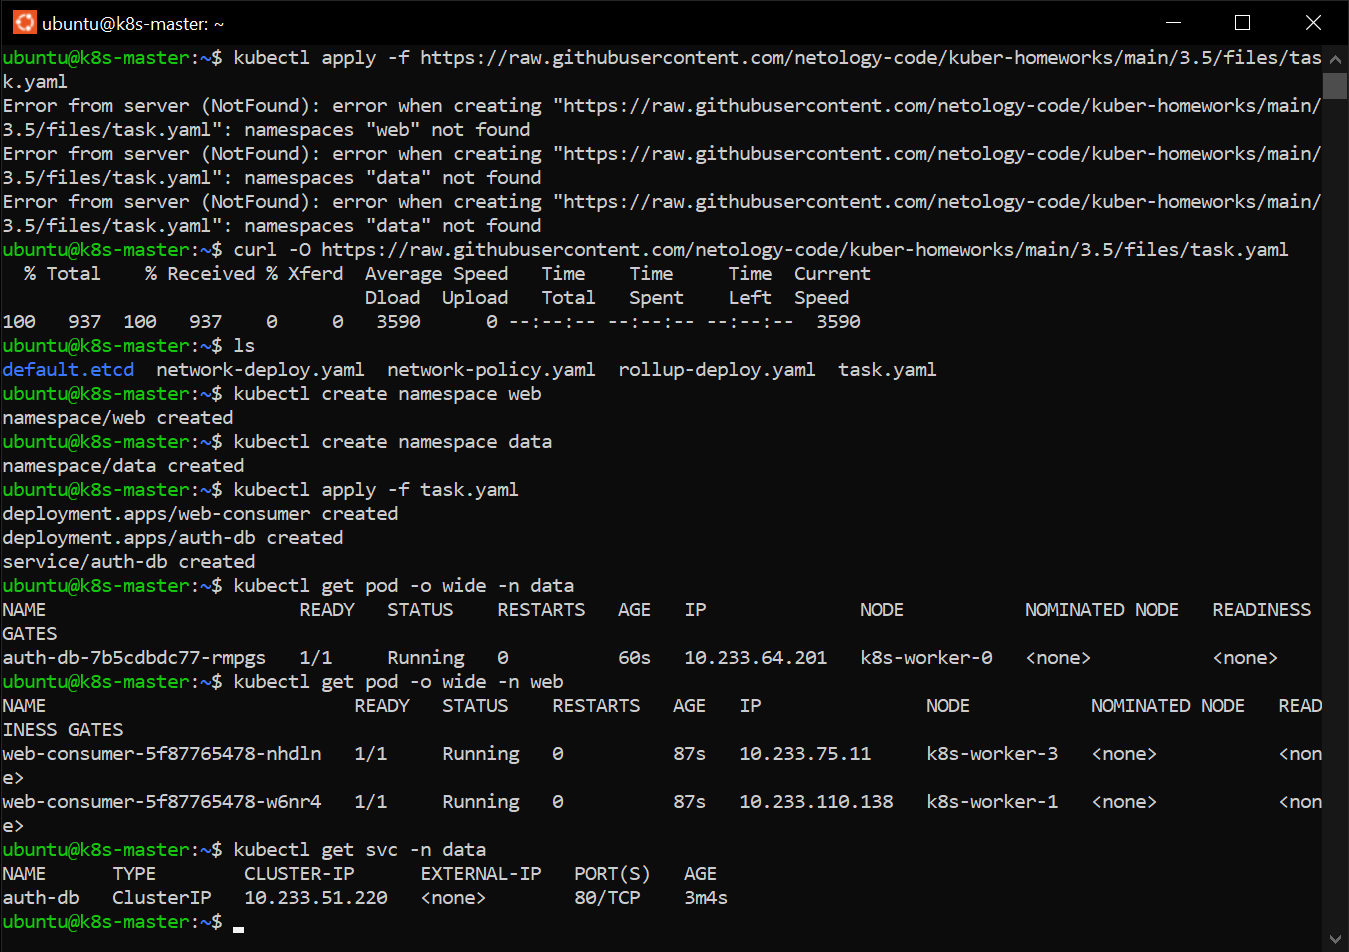 ubuntu@k8s-master: ~
ubuntu@k8s-master:~$ kubectl apply -f https://raw.githubusercontent.com/netology-code/kuber-homeworks/main/3.5/files/tas
k.yaml
Error from server (NotFound): error when creating "https://raw.githubusercontent.com/netology-code/kuber-homeworks/main/
3.5/files/task.yaml": namespaces "web" not found
Error from server (NotFound): error when creating "https://raw.githubusercontent.com/netology-code/kuber-homeworks/main/
3.5/files/task.yaml": namespaces "data" not found
Error from server (NotFound): error when creating "https://raw.githubusercontent.com/netology-code/kuber-homeworks/main/
3.5/files/task.yaml": namespaces "data" not found
ubuntu@k8s-master:~$ curl -O https://raw.githubusercontent.com/netology-code/kuber-homeworks/main/3.5/files/task.yaml
  % Total    % Received % Xferd  Average Speed   Time    Time     Time  Current
                                 Dload  Upload   Total   Spent    Left  Speed
100   937  100   937    0     0   3590      0 --:--:-- --:--:-- --:--:--  3590
ubuntu@k8s-master:~$ ls
default.etcd  network-deploy.yaml  network-policy.yaml  rollup-deploy.yaml  task.yaml
ubuntu@k8s-master:~$ kubectl create namespace web
namespace/web created
ubuntu@k8s-master:~$ kubectl create namespace data
namespace/data created
ubuntu@k8s-master:~$ kubectl apply -f task.yaml
deployment.apps/web-consumer created
deployment.apps/auth-db created
service/auth-db created
ubuntu@k8s-master:~$ kubectl get pod -o wide -n data
NAME                       READY   STATUS    RESTARTS   AGE   IP              NODE           NOMINATED NODE   READINESS
GATES
auth-db-7b5cdbdc77-rmpgs   1/1     Running   0          60s   10.233.64.201   k8s-worker-0   <none>           <none>
ubuntu@k8s-master:~$ kubectl get pod -o wide -n web
NAME                            READY   STATUS    RESTARTS   AGE   IP               NODE           NOMINATED NODE   READ
INESS GATES
web-consumer-5f87765478-nhdln   1/1     Running   0          87s   10.233.75.11     k8s-worker-3   <none>           <non
e>
web-consumer-5f87765478-w6nr4   1/1     Running   0          87s   10.233.110.138   k8s-worker-1   <none>           <non
e>
ubuntu@k8s-master:~$ kubectl get svc -n data
NAME      TYPE        CLUSTER-IP      EXTERNAL-IP   PORT(S)   AGE
auth-db   ClusterIP   10.233.51.220   <none>        80/TCP    3m4s
ubuntu@k8s-master:~$